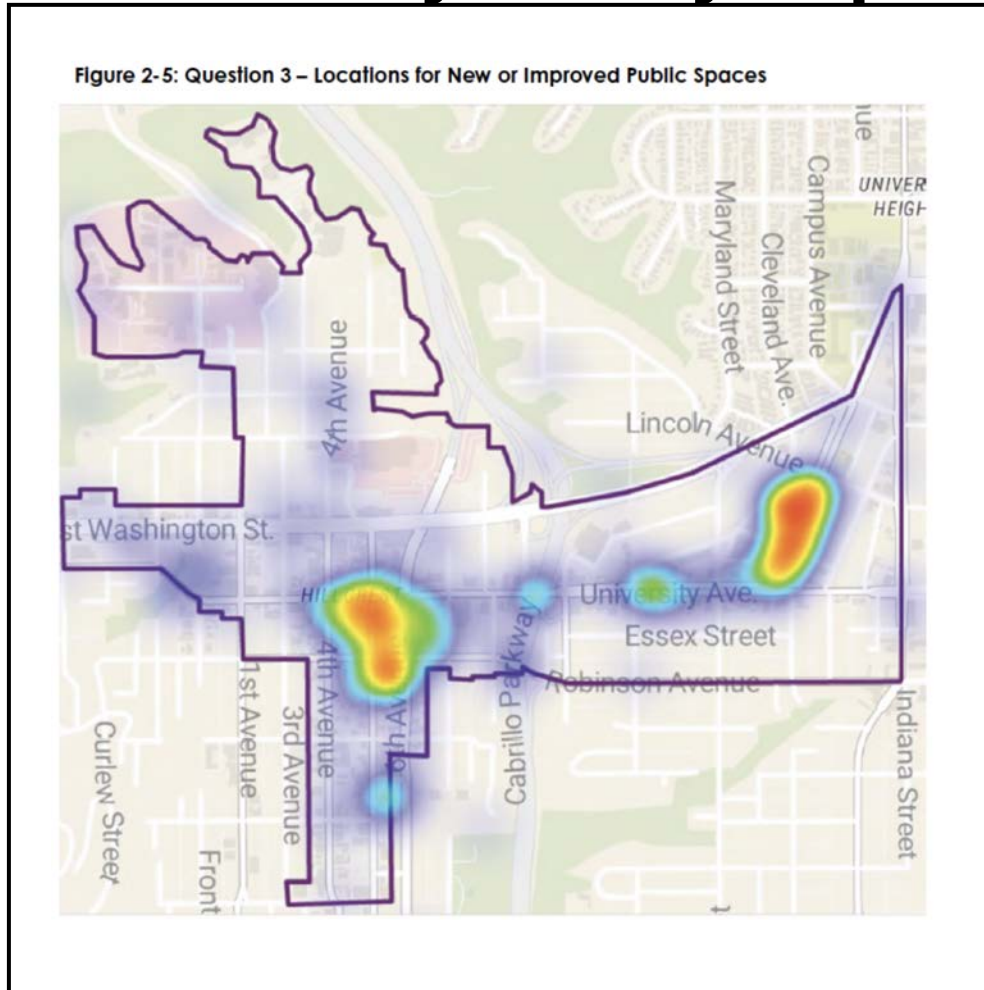 Figure 2-5: Question 3 – Locations for New or Improved Public Spaces
UNIVER
HEIGH
Campus Avenue
Maryland Street
Cleveland Ave.
4th Avenue
Lincoln Avenue
st Washington St.
HILLCREST
University Ave.
Essex Street
Robinson Avenue
Cabrillo Parkway
1st Avenue
4th Avenue
3rd Avenue
Curlew Street
Front
Indiana Street